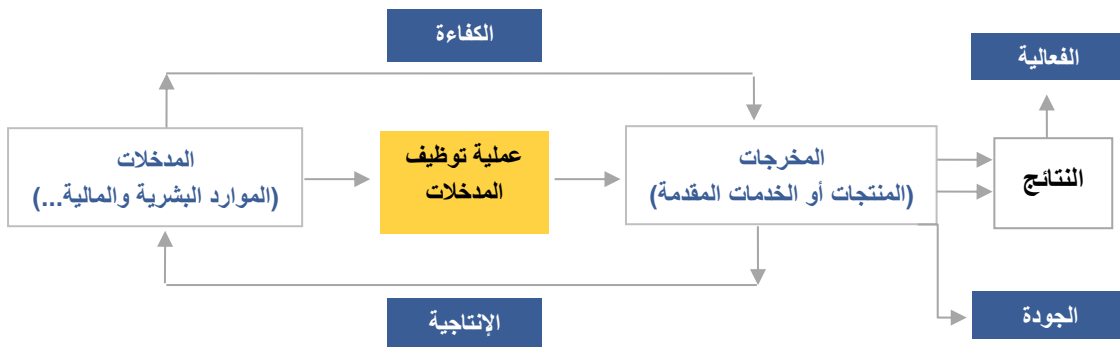 الكفاءة
الفعالية
المدخلات
(الموارد البشرية والمالية...)
عملية توظيف
المدخلات
المخرجات
(المنتجات أو الخدمات المقدمة)
النتائج
الإنتاجية
الجودة